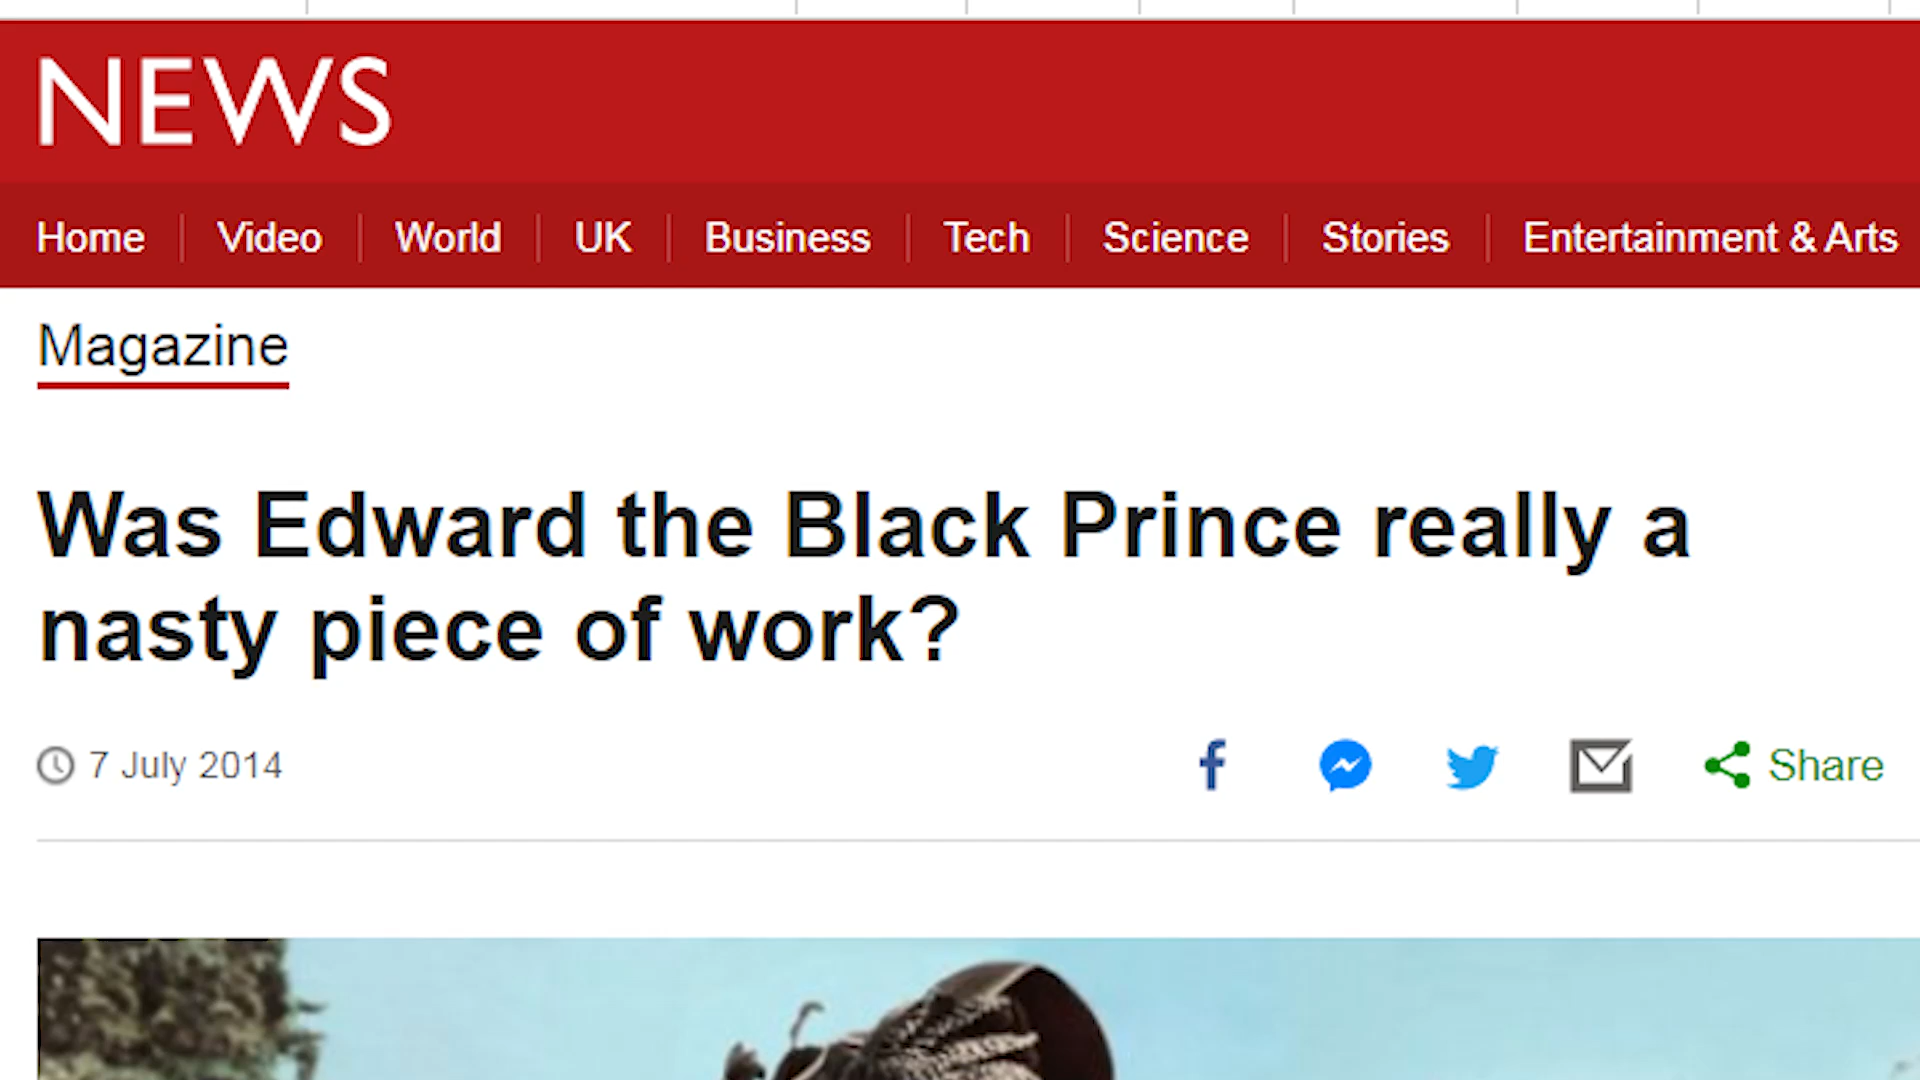 NEWS
Home Video World UK Business Tech Science Stories Entertainment & Arts
Magazine
Was Edward the Black Prince really a
nasty piece of work?
7 July 2014 Share